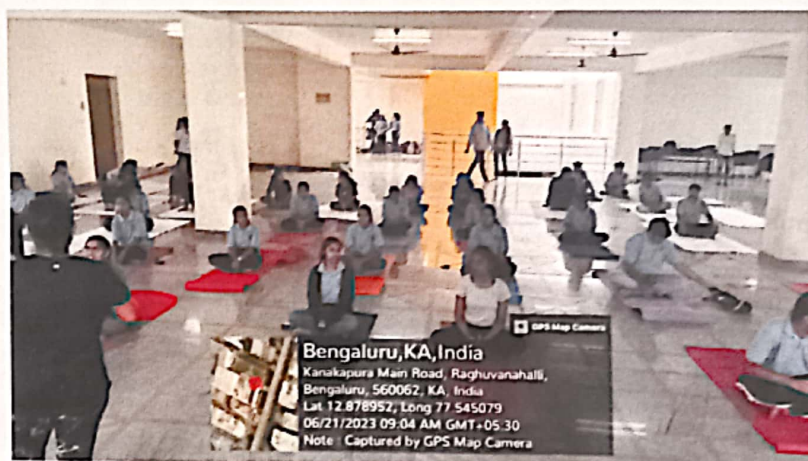 GPS Map Camera
Bengaluru,KA,India
Kanakapura Main Road, Raghuvanahalli,
Bengaluru, 560062, KA, India
Lat 12.878952, Long 77.545079
06/21/2023 09:04 AM GMT+05:30
Note : Captured by GPS Map Camera